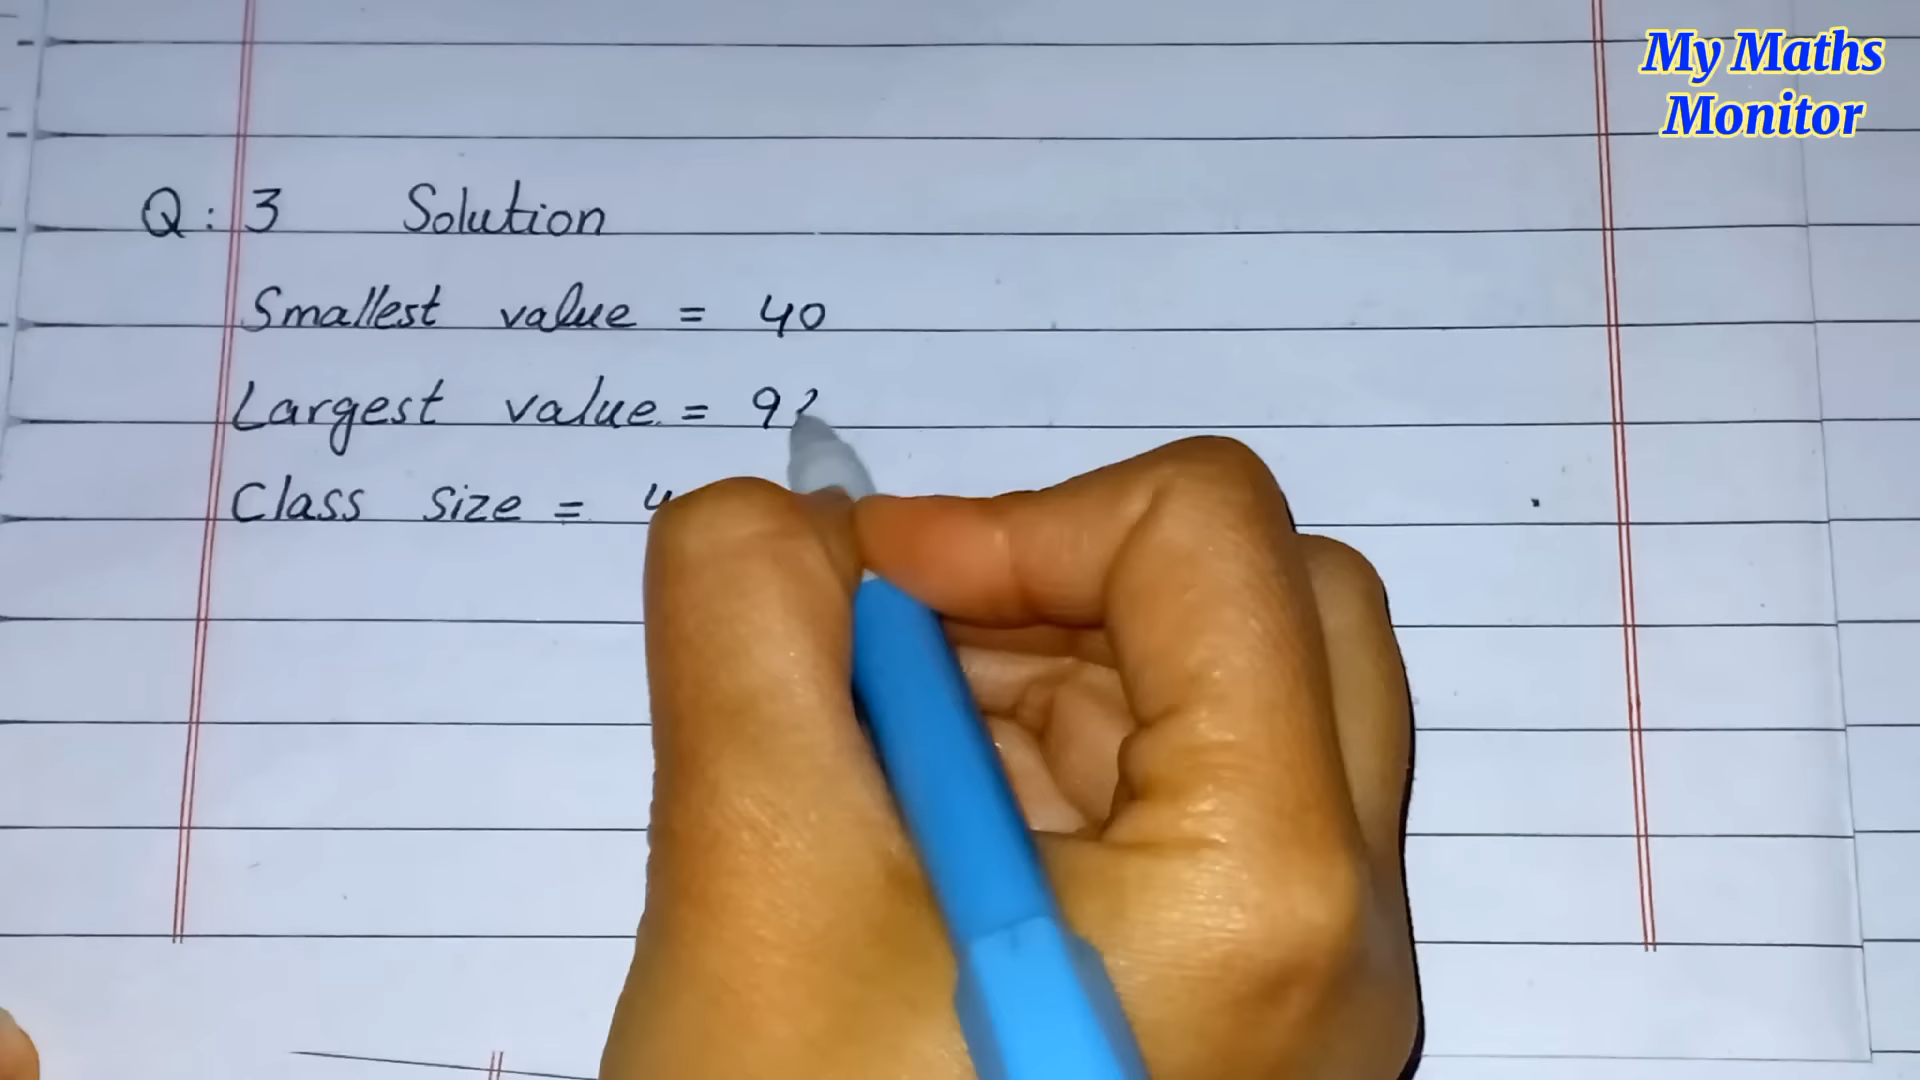 My Maths
Monitor
Q: 3 Solution
Smallest value = 40
Largest value =
Class size =